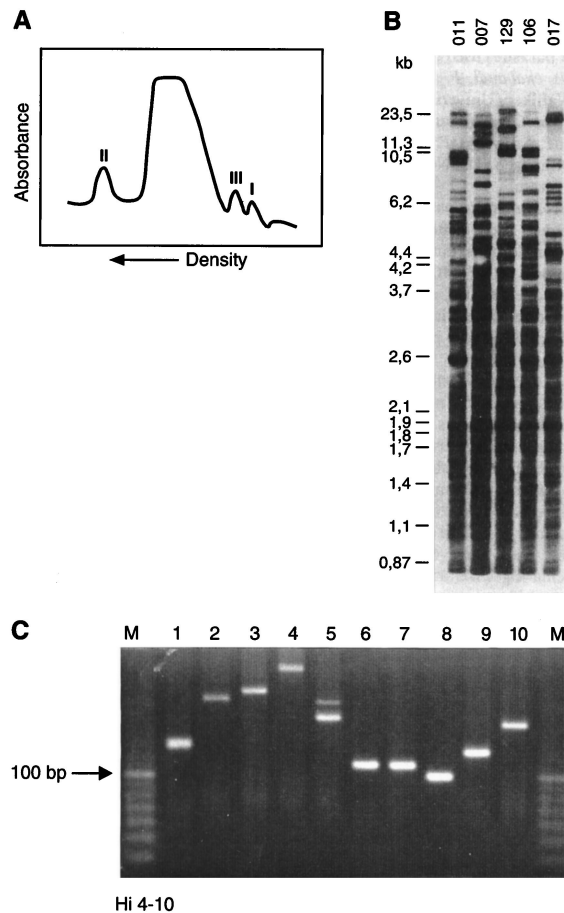 A
Absorbance
II
III
I
Density
B
011 007 129 106 017
kb
23,5
11,3
10,5
6,2
4,4
4,2
3,7
2,6
2,1
1,9
1,8
1,7
1,4
1,1
0,87
C
M 1 2 3 4 5 6 7 8 9 10 M
100 bp
Hi 4-10